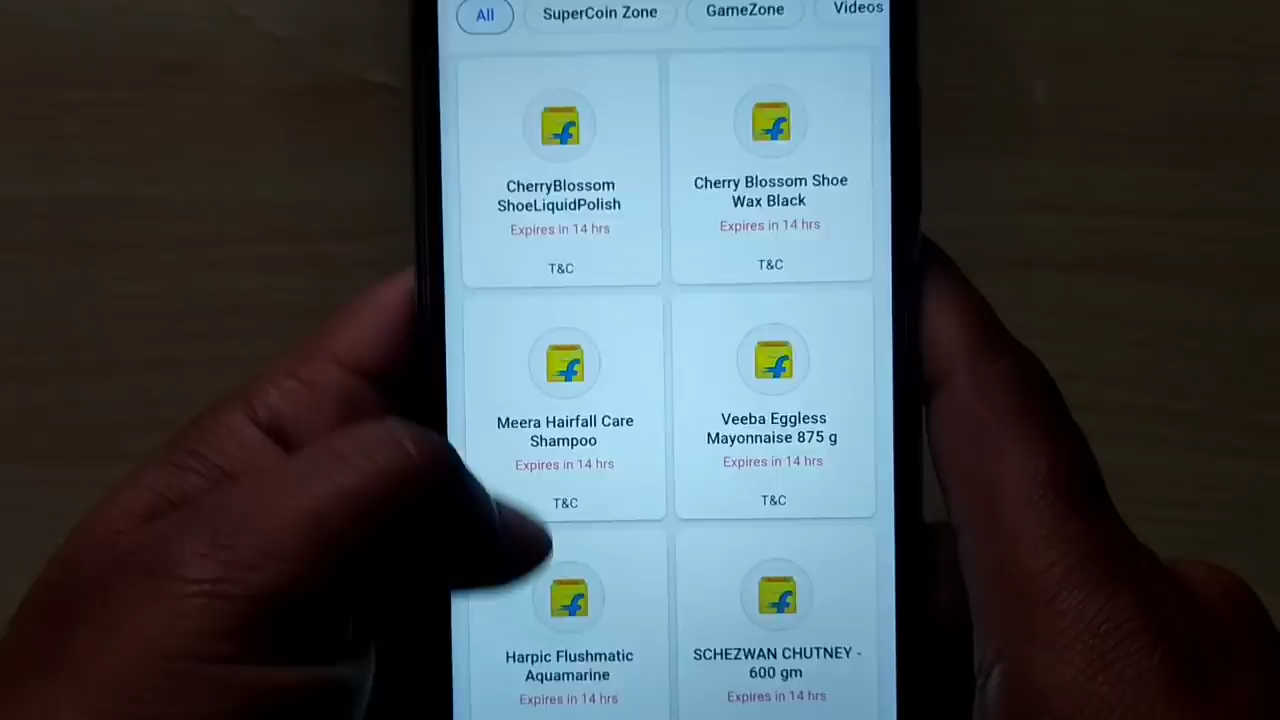 All
SuperCoin Zone
GameZone
Videos
CherryBlossom
ShoeLiquidPolish
Expires in 14 hrs
T&C
Cherry Blossom Shoe
Wax Black
Expires in 14 hrs
T&C
Meera Hairfall Care
Shampoo
Expires in 14 hrs
T&C
Veeba Eggless
Mayonnaise 875 g
Expires in 14 hrs
T&C
Harpic Flushmatic
Aquamarine
Expires in 14 hrs
SCHEZWAN CHUTNEY -
600 gm
Expires in 14 hrs